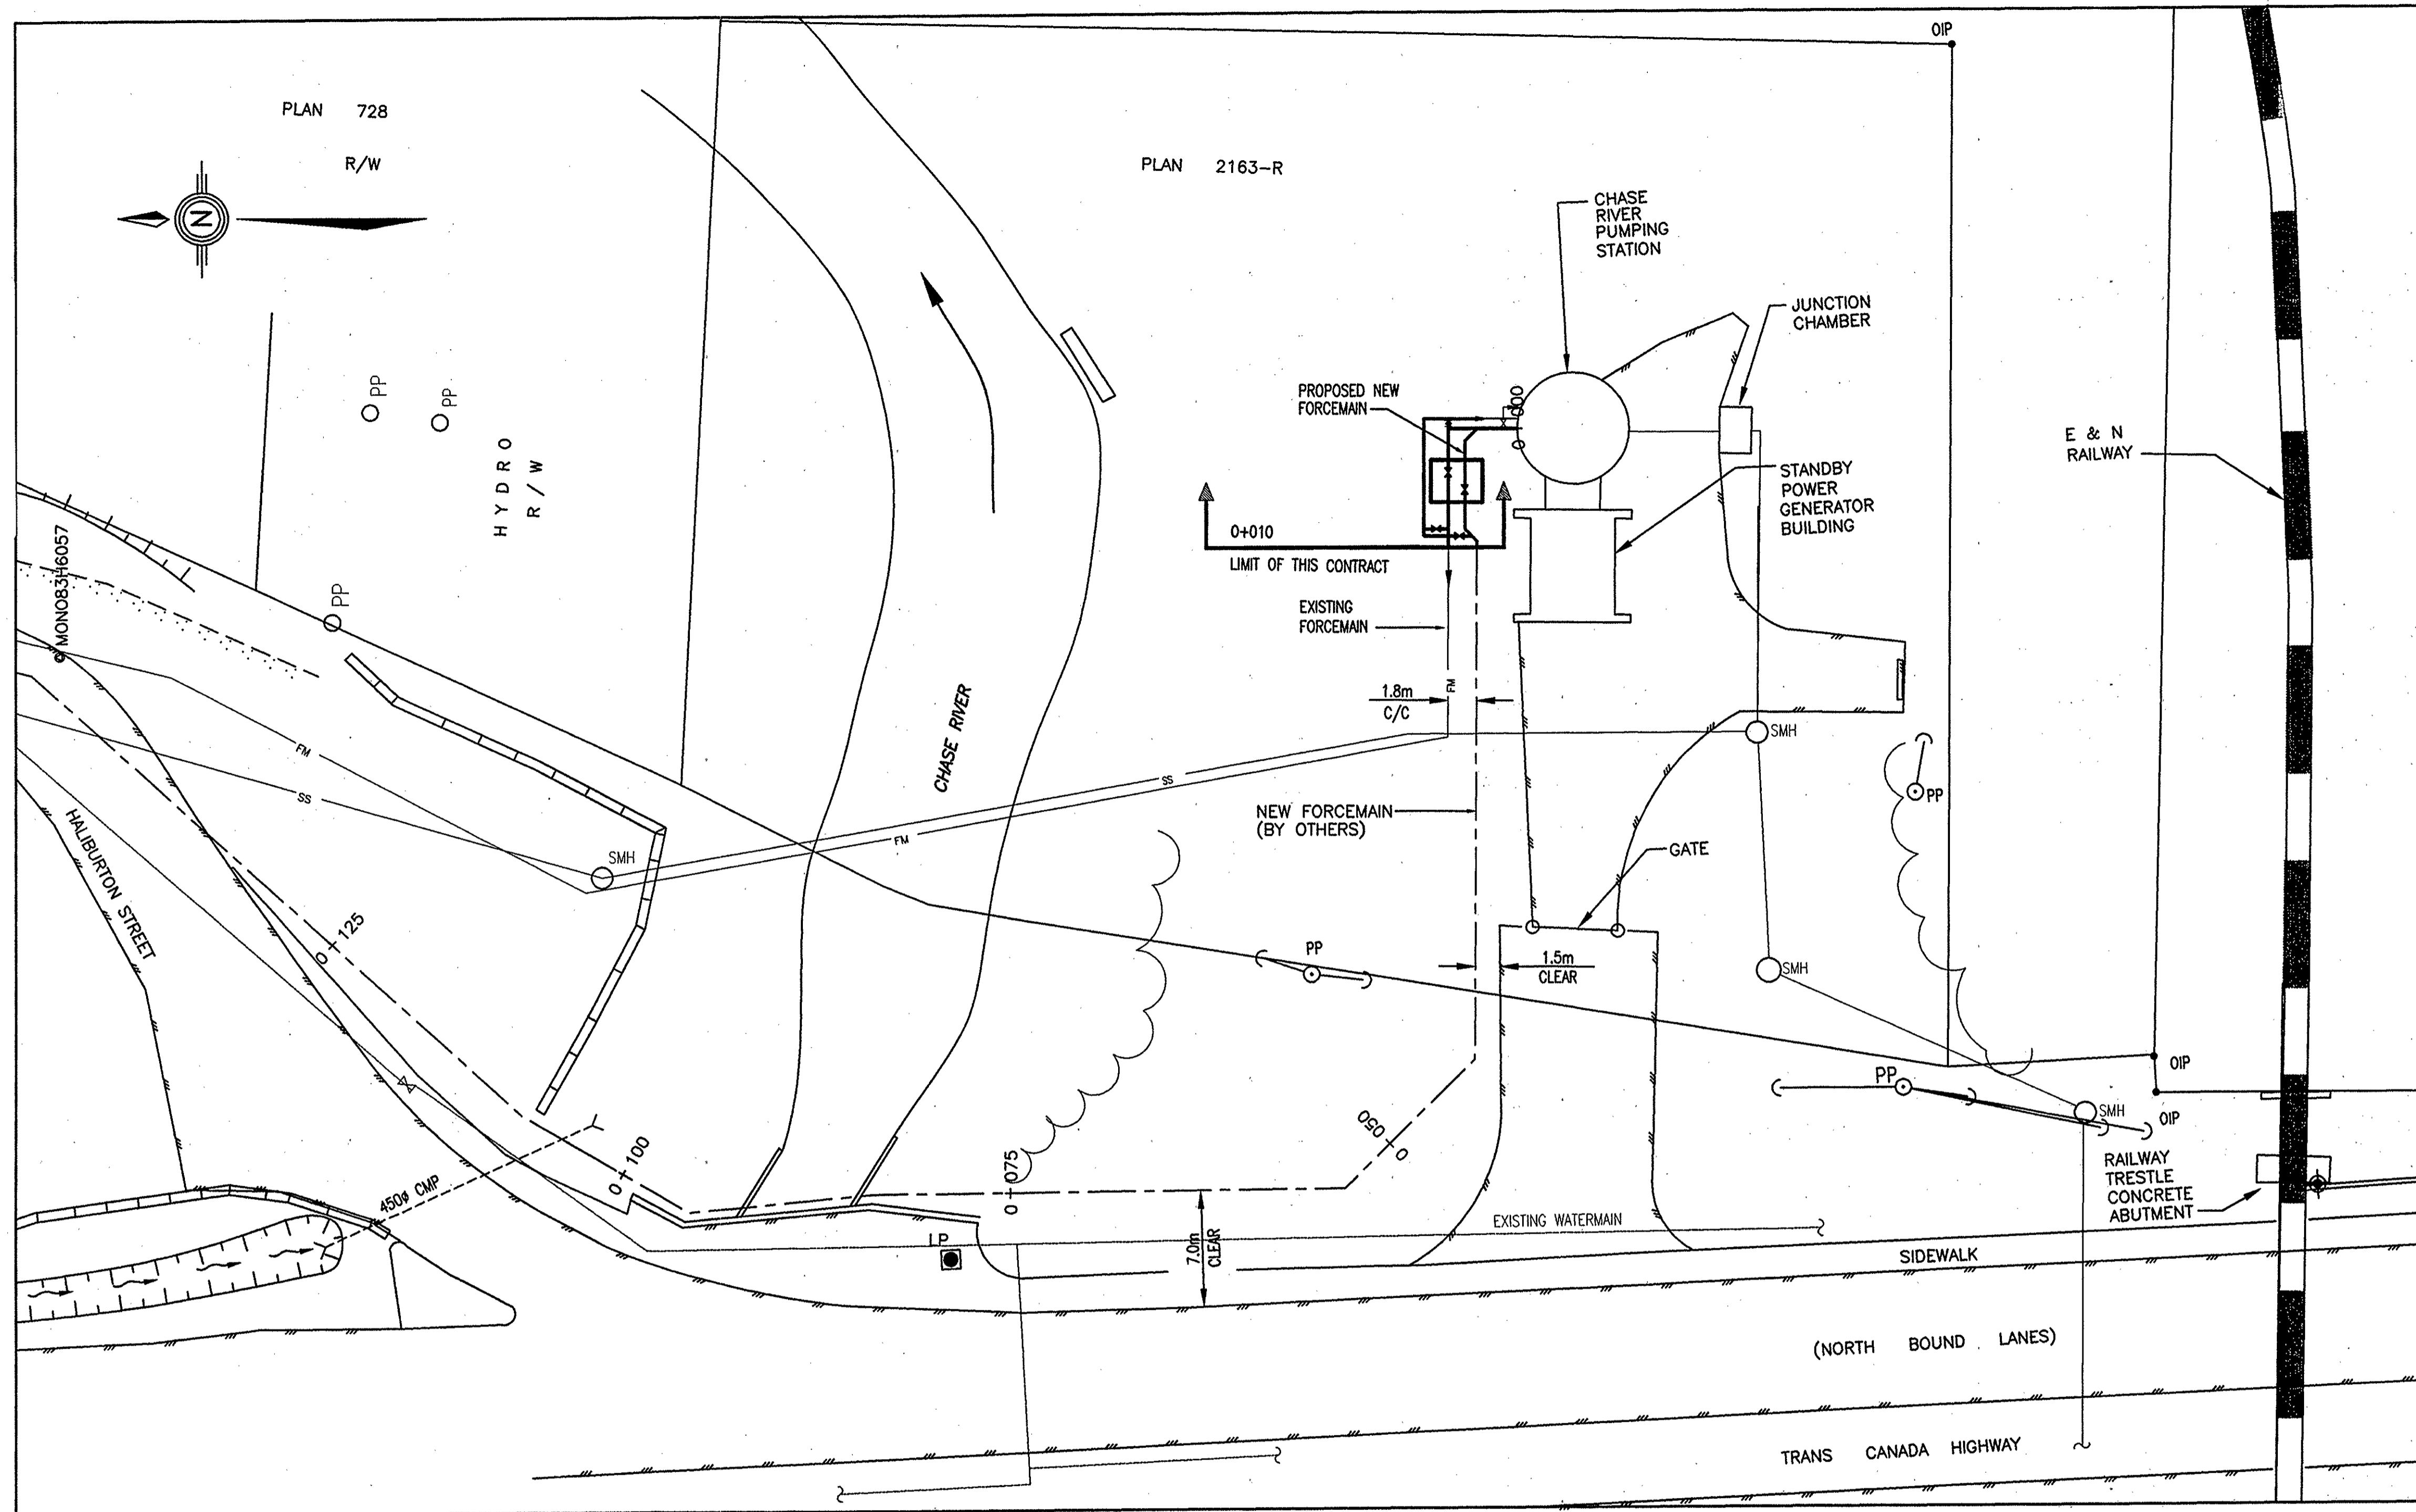 OIP
PLAN 728
R/W
PLAN 2163-R
N
CHASE
RIVER
PUMPING
STATION
JUNCTION
CHAMBER
PROPOSED NEW
FORCEMAIN
0 000
PP
PP
HYDRO
R/W
E & N
RAILWAY
STANDBY
POWER
GENERATOR
BUILDING
0+010
LIMIT OF THIS CONTRACT
MON083H6057
PP
EXISTING
FORCEMAIN
FM
1.8m
C/C
CHASE RIVER
SMH
FM
SS
SS
FM
PP
NEW FORCEMAIN
(BY OTHERS)
HALIBURTON STREET
SMH
GATE
0 125
PP
1.5m
CLEAR
SMH
OIP
PP
SMH
OIP
0 050
0 100
0 075
450ø CMP
RAILWAY
TRESTLE
CONCRETE
ABUTMENT
7.0m
CLEAR
EXISTING WATERMAIN
LP
SIDEWALK
(NORTH BOUND LANES)
TRANS CANADA HIGHWAY